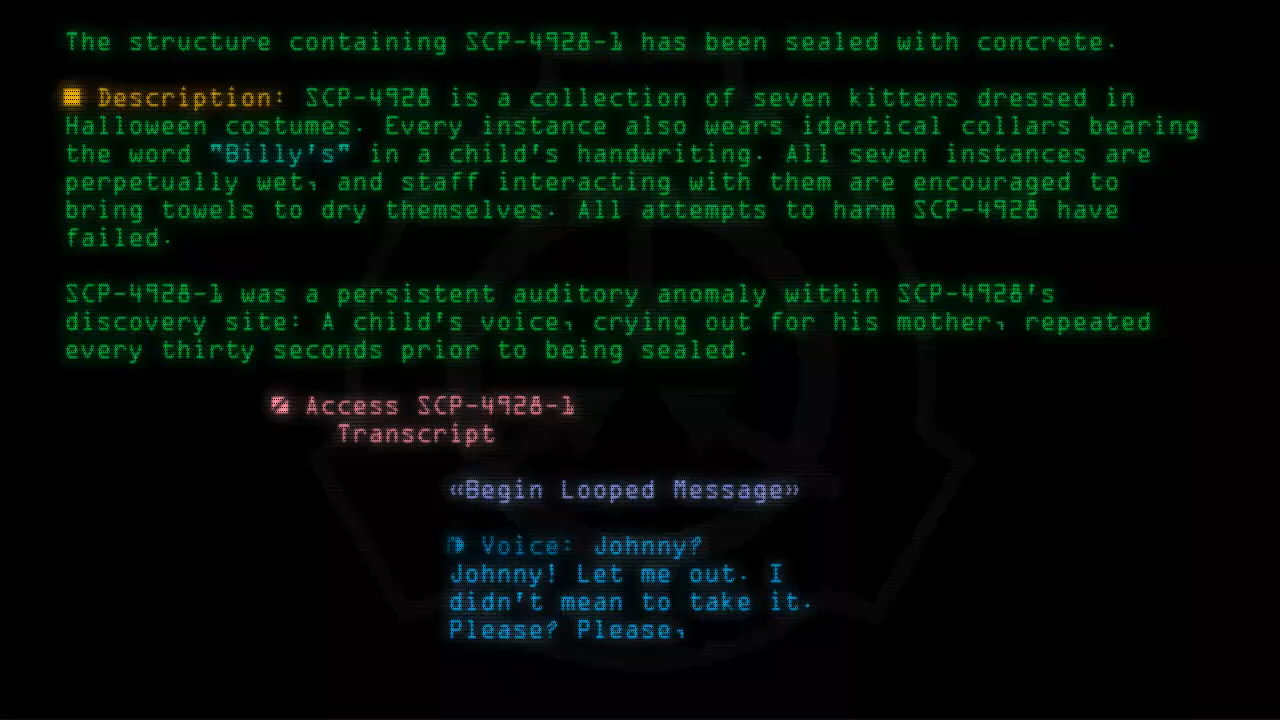 The structure containing SCP-4928-1 has been sealed with concrete.
Description: SCP-4928 is a collection of seven kittens dressed in
Halloween costumes. Every instance also wears identical collars bearing
the word "Billy's" in a child's handwriting. All seven instances are
perpetually wet, and staff interacting with them are encouraged to
bring towels to dry themselves. All attempts to harm SCP-4928 have
failed.
SCP-4928-1 was a persistent auditory anomaly within SCP-4928's
discovery site: A child's voice, crying out for his mother, repeated
every thirty seconds prior to being sealed.
Access SCP-4928-1
Transcript
«Begin Looped Message»
Voice: Johnny?
Johnny! Let me out. I
didn't mean to take it.
Please? Please,